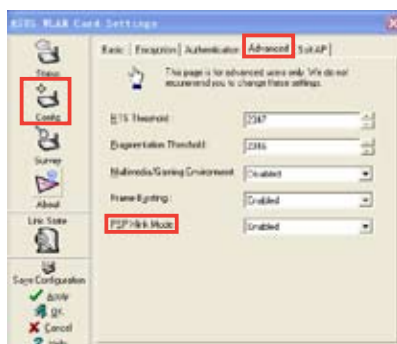 ASUS WLAN Card Settings
Status
Config
Survey
About
Link State
Save Configuration
Apply
OK
Cancel
Help
Basic Encryption Authentication Advanced Soft AP
This page is for advanced users only. We do not
recommend you to change these settings.
RTS Threshold: 2347
Fragmentation Threshold: 2346
Multimedia/Gaming Environment: Disabled
Frame Bursting: Enabled
PSP Xlink Mode: Enabled